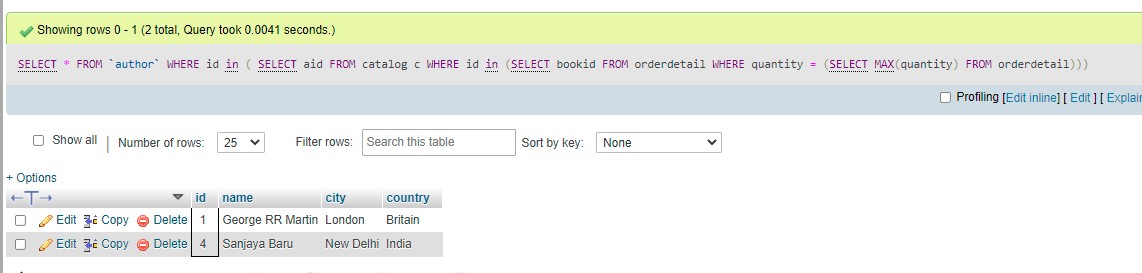 Showing rows 0 - 1 (2 total, Query took 0.0041 seconds.)
SELECT * FROM `author` WHERE id in ( SELECT aid FROM catalog c WHERE id in (SELECT bookid FROM orderdetail WHERE quantity = (SELECT MAX(quantity) FROM orderdetail)))
Profiling [Edit inline] [ Edit ] [ Explai
Show all | Number of rows: 25 Filter rows: Search this table Sort by key: None
+ Options
←T→ id name city country
Edit Copy Delete 1 George RR Martin London Britain
Edit Copy Delete 4 Sanjaya Baru New Delhi India